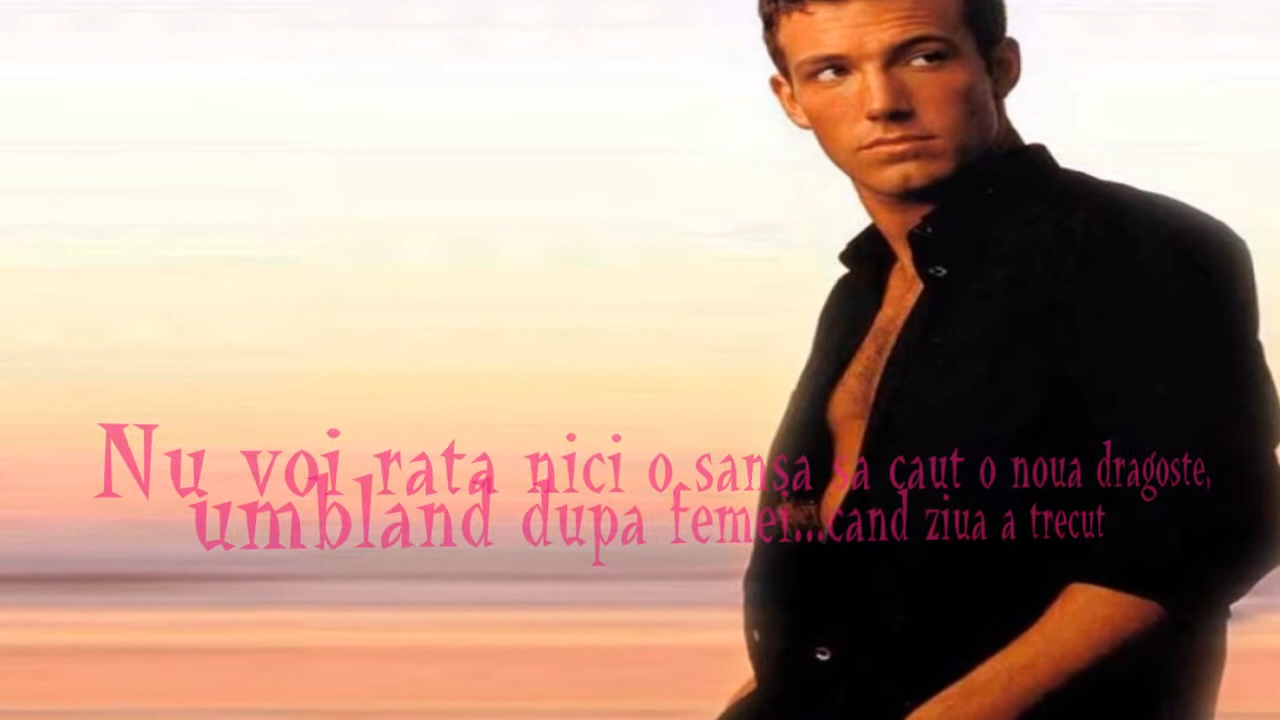 Nu voi rata nici o sansa sa caut o noua dragoste,
umbland dupa femei...cand ziua a trecut